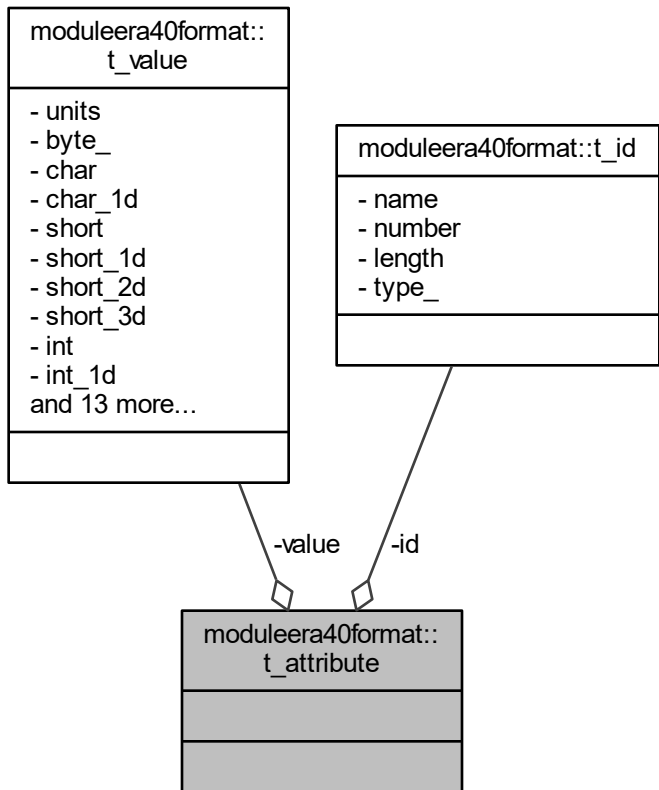 moduleera40format::
t_value
- units
- byte_
- char
- char_1d
- short
- short_1d
- short_2d
- short_3d
- int
- int_1d
and 13 more...
moduleera40format::t_id
- name
- number
- length
- type_
-value
-id
moduleera40format::
t_attribute